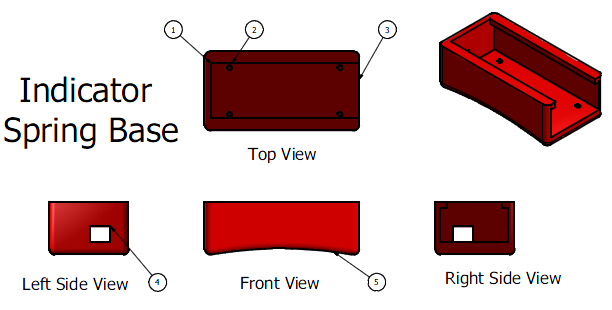 1
2
3
Indicator
Spring Base
Top View
Left Side View
4
Front View
5
Right Side View